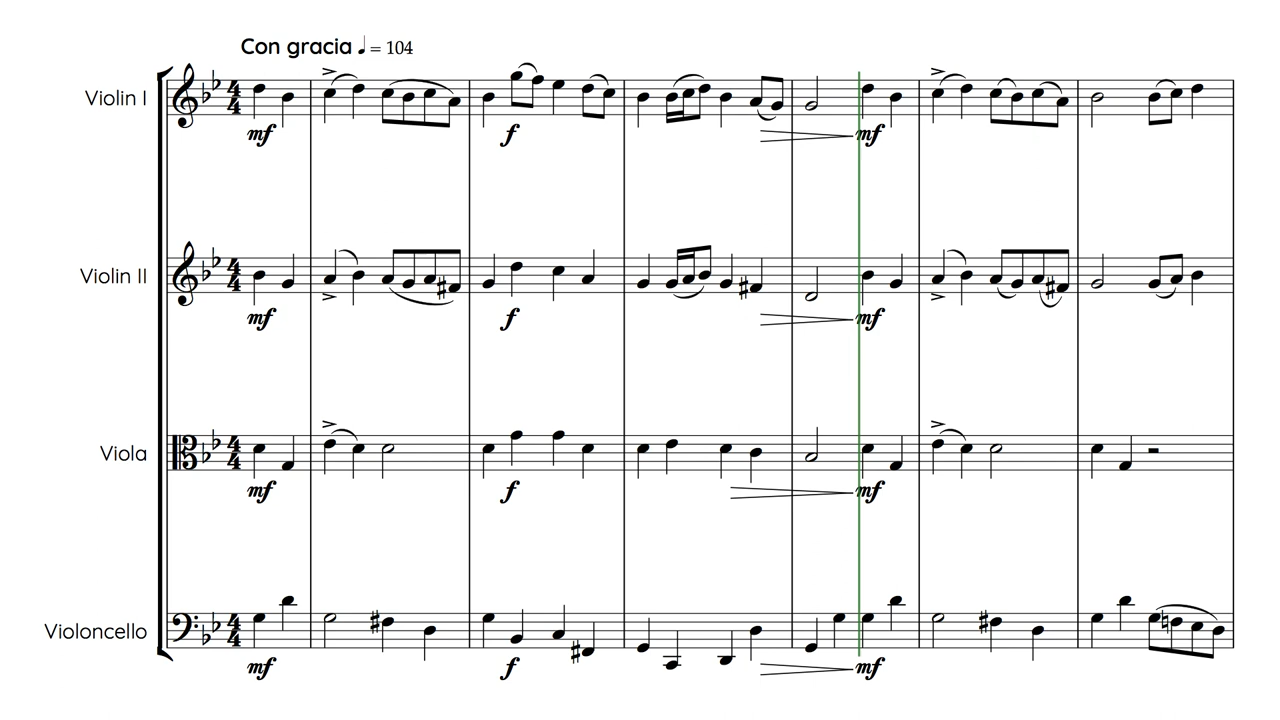 Con gracia ♩ = 104
Violin I
mf f mf
Violin II
mf f mf
Viola
mf f mf
Violoncello
mf f mf